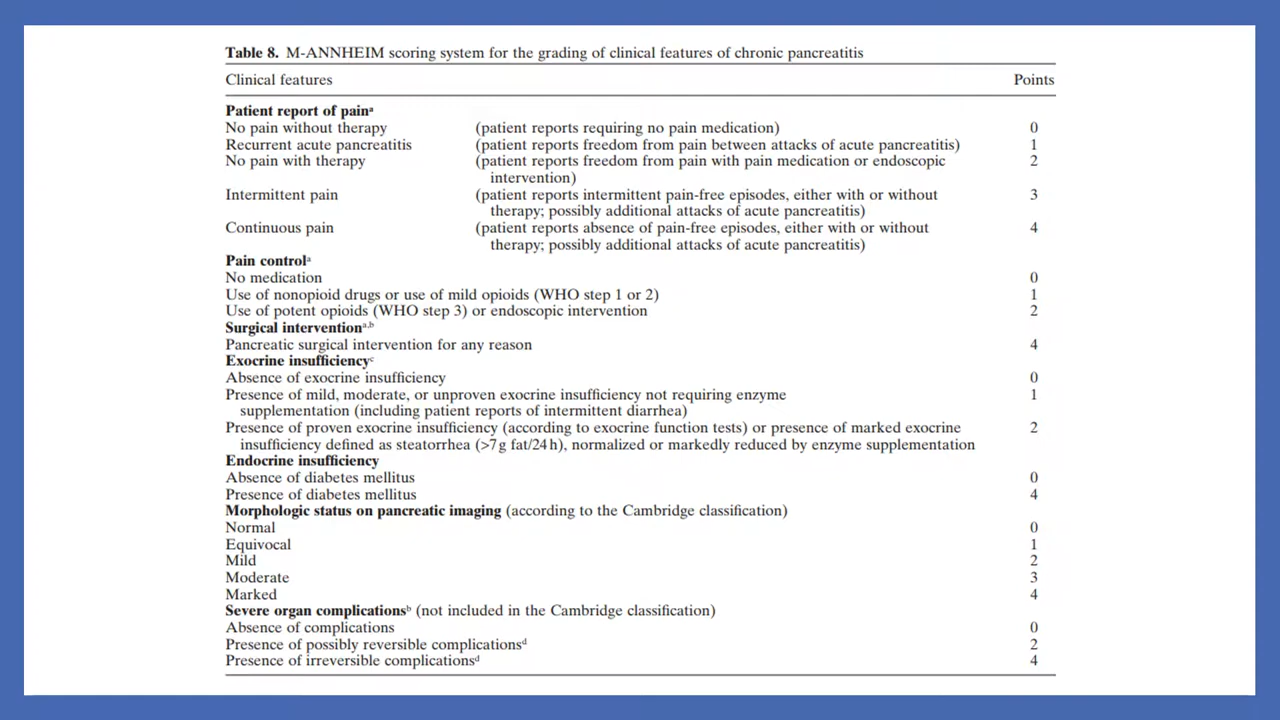 Table 8. M-ANNHEIM scoring system for the grading of clinical features of chronic pancreatitis
Clinical features Points
Patient report of painᵃ
No pain without therapy (patient reports requiring no pain medication) 0
Recurrent acute pancreatitis (patient reports freedom from pain between attacks of acute pancreatitis) 1
No pain with therapy (patient reports freedom from pain with pain medication or endoscopic 2
intervention)
Intermittent pain (patient reports intermittent pain-free episodes, either with or without 3
therapy; possibly additional attacks of acute pancreatitis)
Continuous pain (patient reports absence of pain-free episodes, either with or without 4
therapy; possibly additional attacks of acute pancreatitis)
Pain controlᵃ
No medication 0
Use of nonopioid drugs or use of mild opioids (WHO step 1 or 2) 1
Use of potent opioids (WHO step 3) or endoscopic intervention 2
Surgical interventionᵃ,ᵇ
Pancreatic surgical intervention for any reason 4
Exocrine insufficiencyᶜ
Absence of exocrine insufficiency 0
Presence of mild, moderate, or unproven exocrine insufficiency not requiring enzyme 1
supplementation (including patient reports of intermittent diarrhea)
Presence of proven exocrine insufficiency (according to exocrine function tests) or presence of marked exocrine 2
insufficiency defined as steatorrhea (>7 g fat/24 h), normalized or markedly reduced by enzyme supplementation
Endocrine insufficiency
Absence of diabetes mellitus 0
Presence of diabetes mellitus 4
Morphologic status on pancreatic imaging (according to the Cambridge classification)
Normal 0
Equivocal 1
Mild 2
Moderate 3
Marked 4
Severe organ complicationsᵇ (not included in the Cambridge classification)
Absence of complications 0
Presence of possibly reversible complicationsᵈ 2
Presence of irreversible complicationsᵈ 4